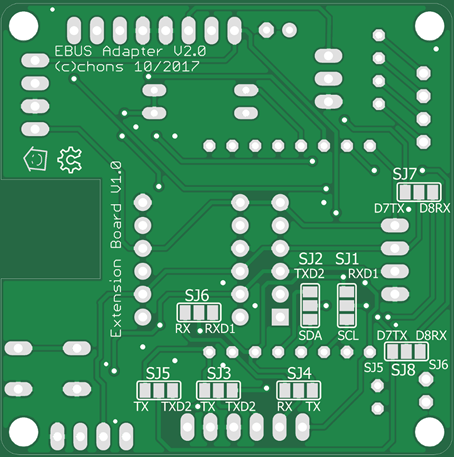 EBUS Adapter V2.0
(c)chons 10/2017
Extension Board V1.0
SJ7
D7TX D8RX
SJ2 SJ1
TXD2 RXD1
SDA SCL
SJ6
RX RXD1
D7TX D8RX
SJ8
SJ5 SJ6
SJ5 SJ3 SJ4
TX TXD2 TX TXD2 RX TX